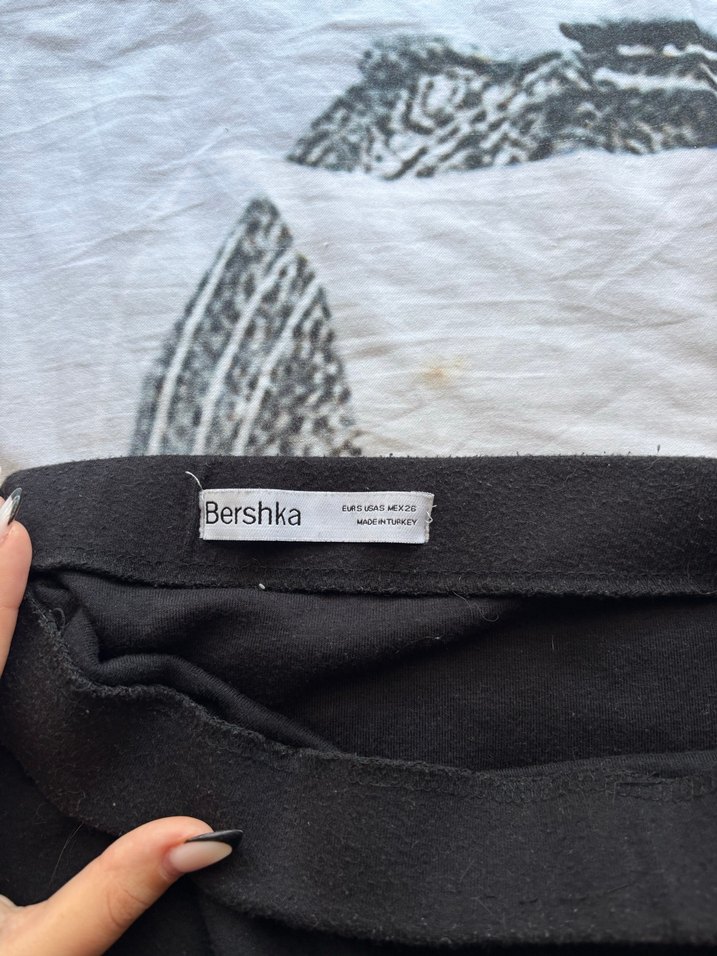 Bershka
EUR S USA S MEX 26
MADE IN TURKEY